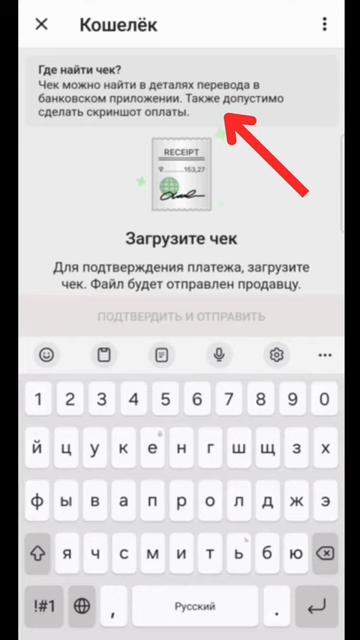 Кошелёк
Где найти чек?
Чек можно найти в деталях перевода в
банковском приложении. Также допустимо
сделать скриншот оплаты.
RECEIPT
153,27
Загрузите чек
Для подтверждения платежа, загрузите
чек. Файл будет отправлен продавцу.
ПОДТВЕРДИТЬ И ОТПРАВИТЬ
1 2 3 4 5 6 7 8 9 0
й ц у к е н г ш щ з х
ф ы в а п р о л д ж э
я ч с м и т ь б ю
!#1 , Русский .